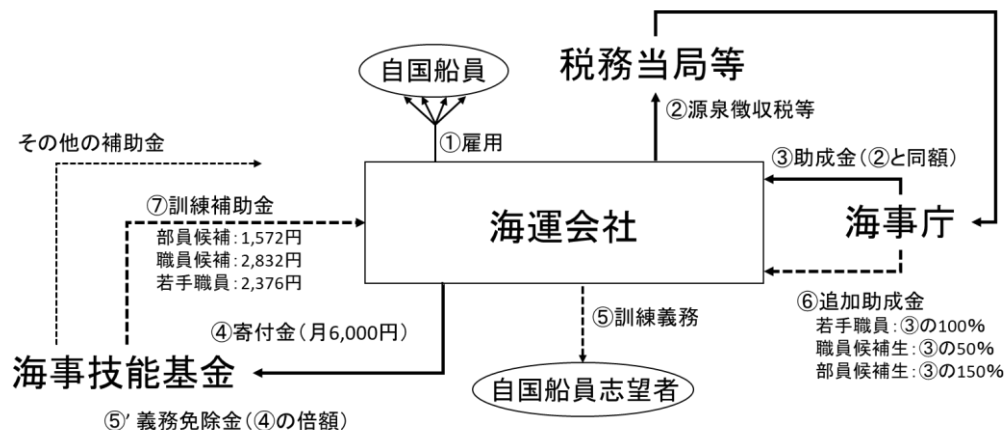 税務当局等
自国船員
②源泉徴収税等
その他の補助金
①雇用
③助成金(②と同額)
⑦訓練補助金
部員候補:1,572円
職員候補:2,832円
若手職員:2,376円
海運会社
海事庁
④寄付金(月6,000円)
⑤訓練義務
⑥追加助成金
若手職員:③の100%
職員候補生:③の50%
部員候補生:③の150%
海事技能基金
自国船員志望者
⑤’義務免除金(④の倍額)